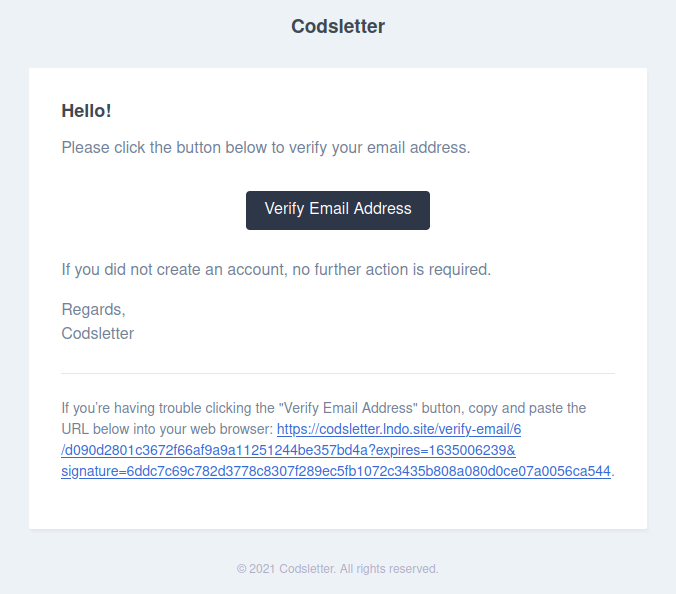 Codsletter
Hello!
Please click the button below to verify your email address.
Verify Email Address
If you did not create an account, no further action is required.
Regards,
Codsletter
If you’re having trouble clicking the "Verify Email Address" button, copy and paste the
URL below into your web browser: https://codsletter.lndo.site/verify-email/6
/d090d2801c3672f66af9a9a11251244be357bd4a?expires=1635006239&
signature=6ddc7c69c782d3778c8307f289ec5fb1072c3435b808a080d0ce07a0056ca544.
© 2021 Codsletter. All rights reserved.